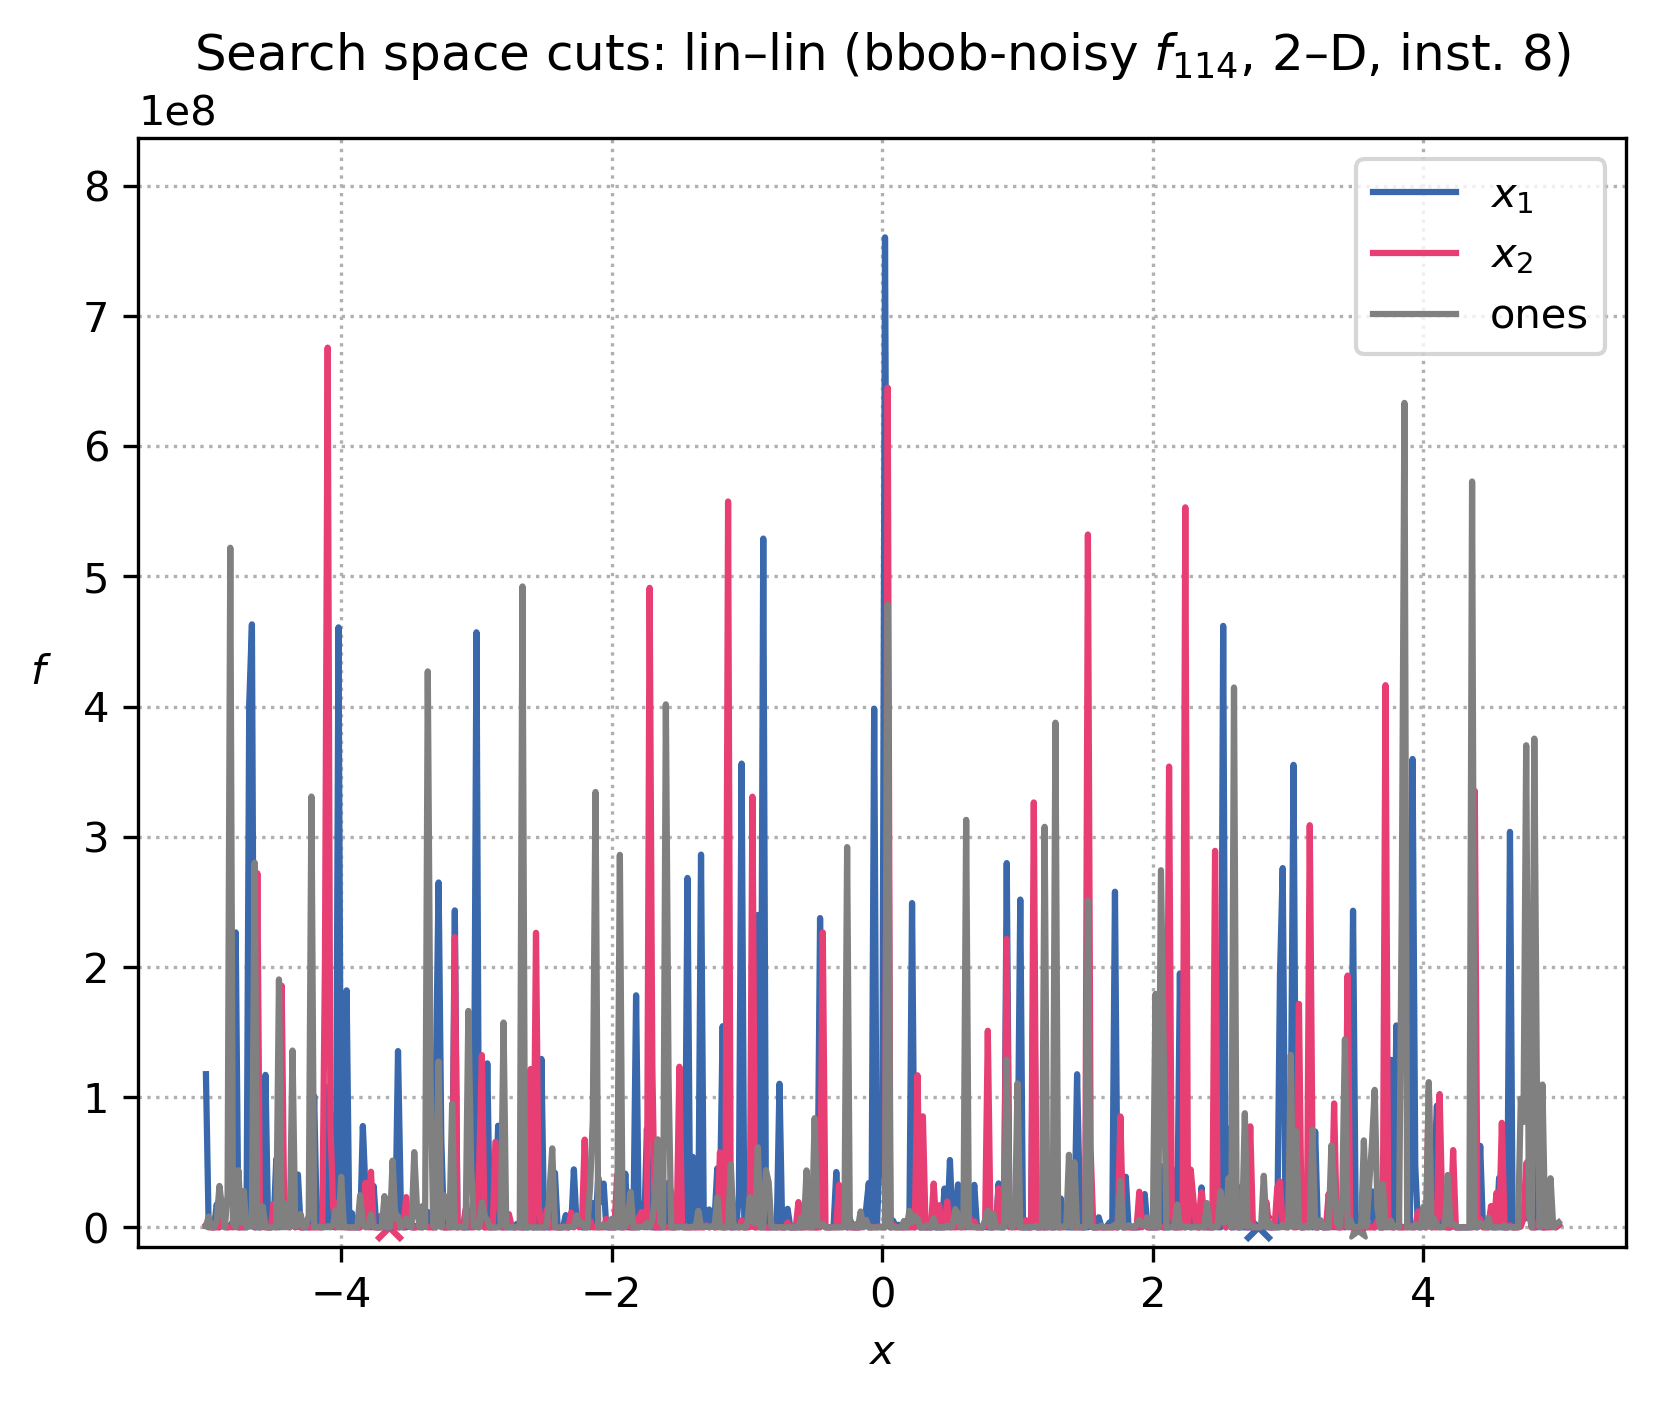 Search space cuts: lin–lin (bbob-noisy f₁₁₄, 2–D, inst. 8)
1e8
8
7
6
5
4
3
2
1
0
f
−4
−2
0
2
4
x
x₁
x₂
ones